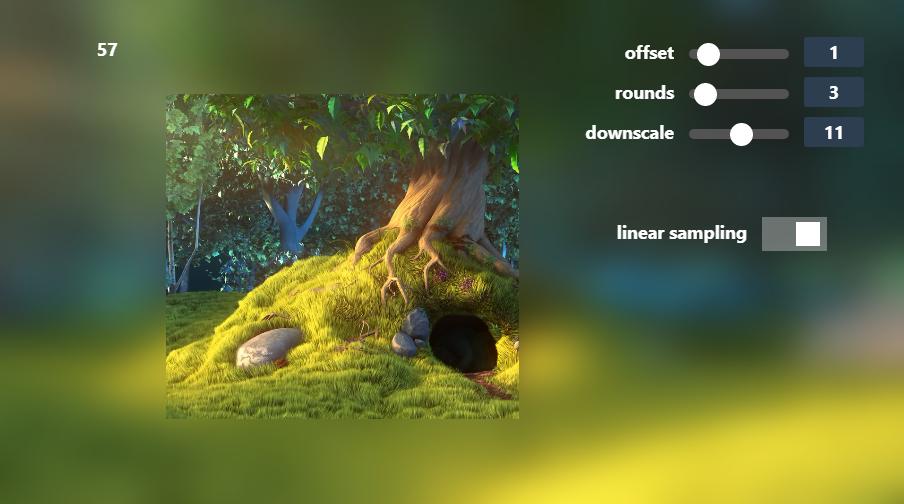 57
offset 1
rounds 3
downscale 11
linear sampling